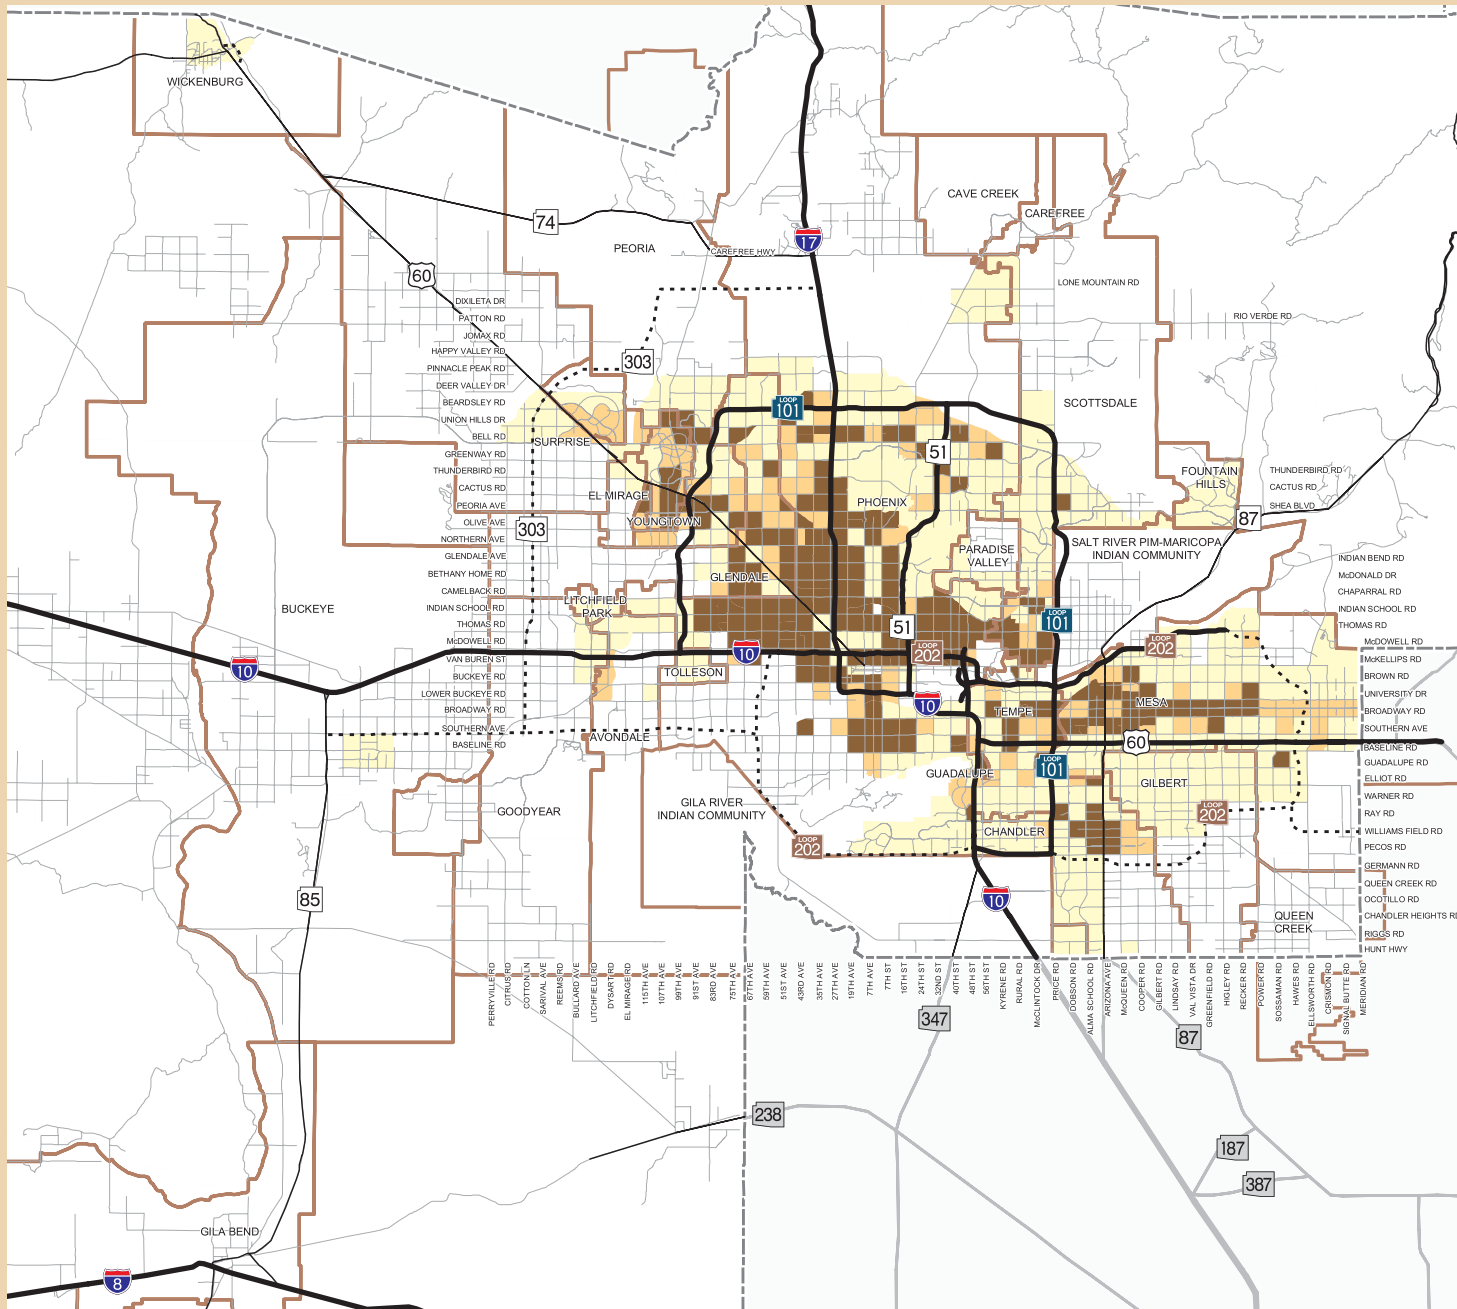 WICKENBURG
CAVE CREEK
CAREFREE
74
PEORIA
CAREFREE HWY
17
60
LONE MOUNTAIN RD
DIXILETA DR
PATTON RD
JOMAX RD
HAPPY VALLEY RD
PINNACLE PEAK RD
DEER VALLEY DR
BEARDSLEY RD
UNION HILLS DR
BELL RD
GREENWAY RD
THUNDERBIRD RD
CACTUS RD
PEORIA AVE
OLIVE AVE
NORTHERN AVE
GLENDALE AVE
BETHANY HOME RD
CAMELBACK RD
INDIAN SCHOOL RD
THOMAS RD
McDOWELL RD
VAN BUREN ST
BUCKEYE RD
LOWER BUCKEYE RD
BROADWAY RD
SOUTHERN AVE
BASELINE RD
RIO VERDE RD
303
LOOP
101
SCOTTSDALE
SURPRISE
51
FOUNTAIN
HILLS
THUNDERBIRD RD
CACTUS RD
SHEA BLVD
EL MIRAGE
PHOENIX
YOUNGTOWN
303
87
PARADISE
VALLEY
SALT RIVER PIM-MARICOPA
INDIAN COMMUNITY
INDIAN BEND RD
McDONALD DR
CHAPARRAL RD
INDIAN SCHOOL RD
THOMAS RD
McDOWELL RD
McKELLIPS RD
BROWN RD
UNIVERSITY DR
BROADWAY RD
SOUTHERN AVE
BASELINE RD
GUADALUPE RD
ELLIOT RD
WARNER RD
RAY RD
WILLIAMS FIELD RD
PECOS RD
GERMANN RD
QUEEN CREEK RD
OCOTILLO RD
CHANDLER HEIGHTS RD
RIGGS RD
HUNT HWY
GLENDALE
BUCKEYE
LITCHFIELD
PARK
LOOP
101
51
LOOP
202
LOOP
202
10
10
TOLLESON
10
TEMPE
MESA
AVONDALE
60
LOOP
101
GUADALUPE
GILBERT
GOODYEAR
GILA RIVER
INDIAN COMMUNITY
LOOP
202
CHANDLER
LOOP
202
85
10
QUEEN
CREEK
PERRYVILLE RD
CITRUS RD
COTTON LN
SARIVAL AVE
REEMS RD
BULLARD AVE
LITCHFIELD RD
DYSART RD
EL MIRAGE RD
115TH AVE
107TH AVE
99TH AVE
91ST AVE
83RD AVE
75TH AVE
67TH AVE
59TH AVE
51ST AVE
43RD AVE
35TH AVE
27TH AVE
19TH AVE
7TH AVE
7TH ST
16TH ST
24TH ST
32ND ST
40TH ST
48TH ST
56TH ST
KYRENE RD
RURAL RD
McCLINTOCK DR
PRICE RD
DOBSON RD
ALMA SCHOOL RD
ARIZONA AVE
McQUEEN RD
COOPER RD
GILBERT RD
LINDSAY RD
VAL VISTA DR
GREENFIELD RD
HIGLEY RD
RECKER RD
POWER RD
SOSSAMAN RD
HAWES RD
ELLSWORTH RD
CRISMON RD
SIGNAL BUTTE RD
MERIDIAN RD
347
87
238
187
387
GILA BEND
8